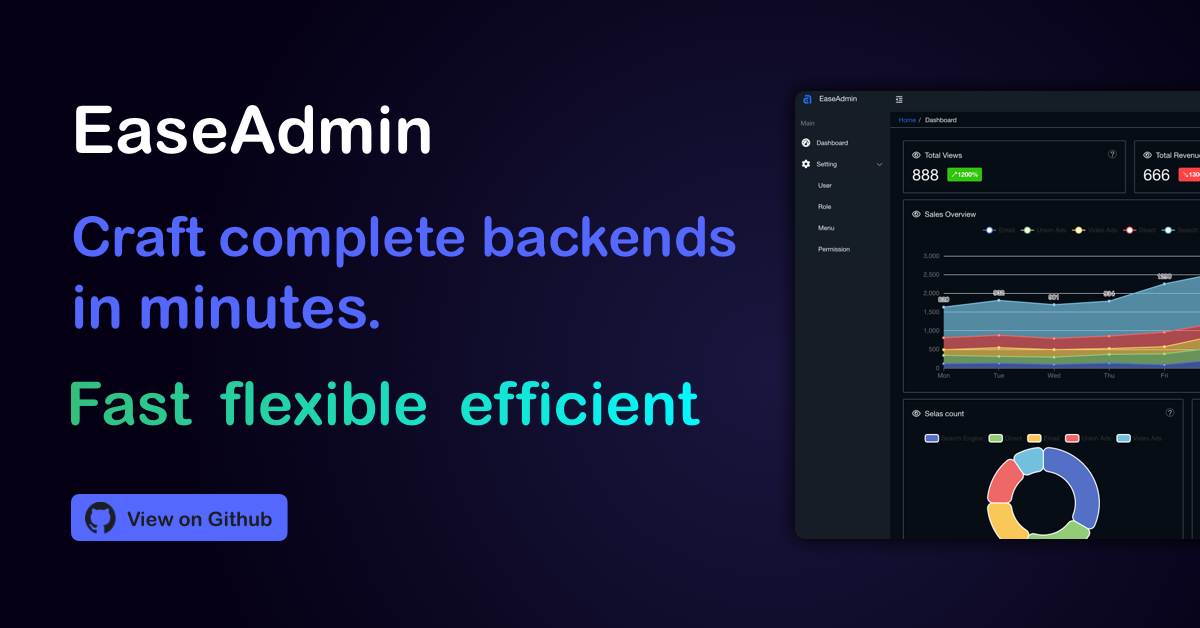 EaseAdmin
Craft complete backends
in minutes.
Fast flexible efficient
View on Github
EaseAdmin
Main
Dashboard
Setting
User
Role
Menu
Permission
Home / Dashboard
Total Views
888 ↗1200%
Total Revenu
666 ↘130
Sales Overview
Email Union Ads Video Ads Direct Search
3,000
2,500
2,000
1,500
1,000
500
0
Mon Tue Wed Thu Fri
Selas count
Search Engine Direct Email Union Ads Video Ads